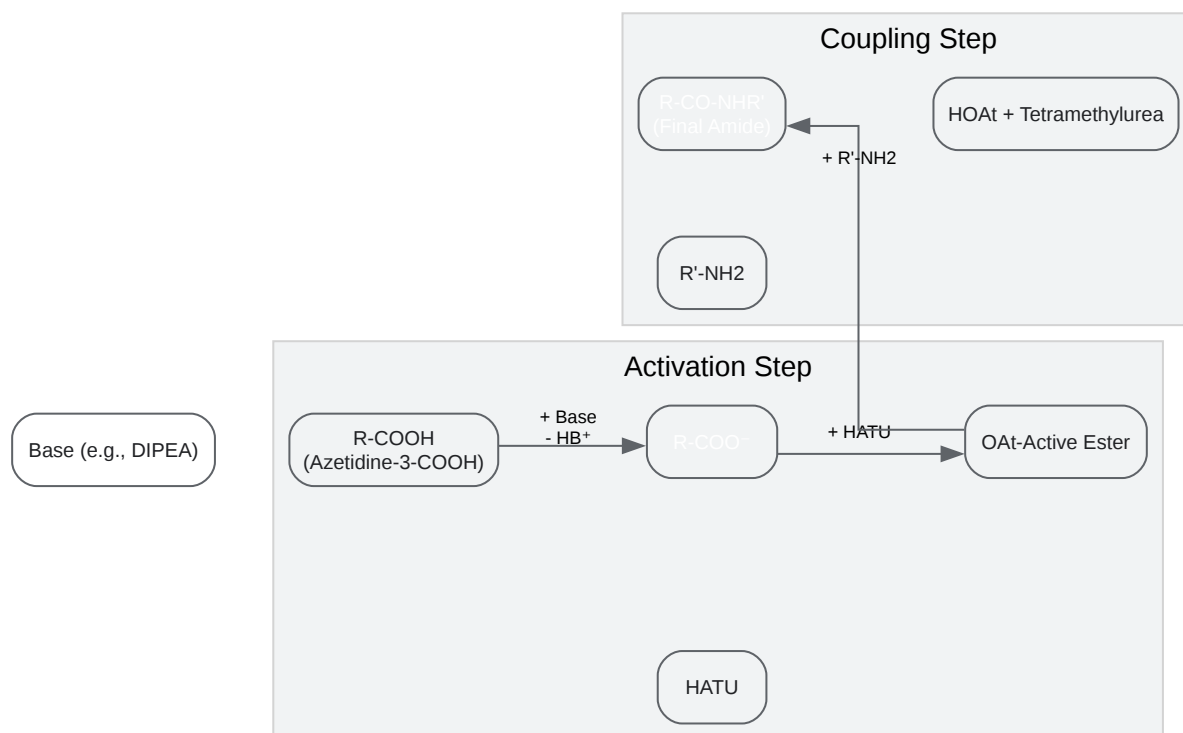 Coupling Step
R-CO-NHR'
(Final Amide)
HOAt + Tetramethylurea
+ R'-NH2
R'-NH2
Activation Step
Base (e.g., DIPEA)
R-COOH
(Azetidine-3-COOH)
+ Base
- HB⁺
R-COO⁻
+ HATU
OAt-Active Ester
HATU